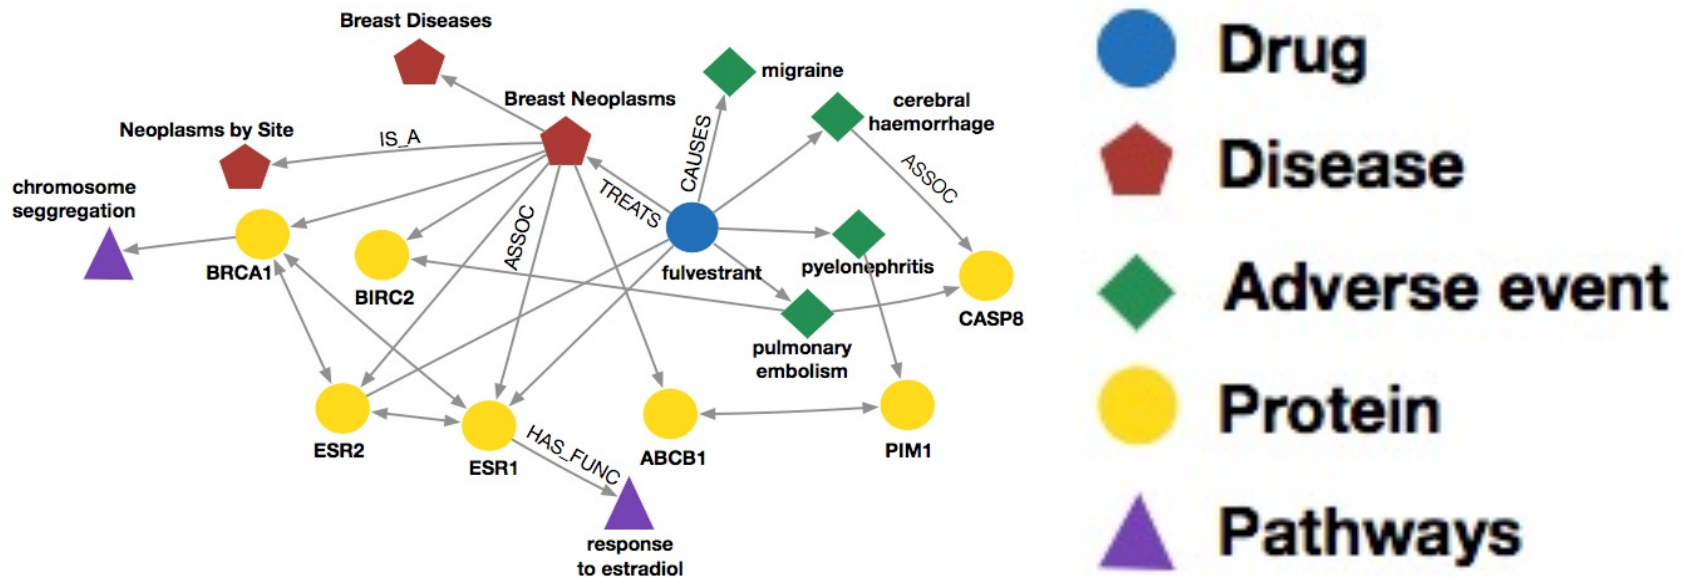 Breast Diseases
migraine
Breast Neoplasms
cerebral
haemorrhage
Neoplasms by Site
IS_A
CAUSES
ASSOC
chromosome
seggregation
TREATS
ASSOC
BRCA1
BIRC2
fulvestrant
pyelonephritis
CASP8
pulmonary
embolism
ESR2
ESR1
HAS_FUNC
ABCB1
PIM1
response
to estradiol
Drug
Disease
Adverse event
Protein
Pathways